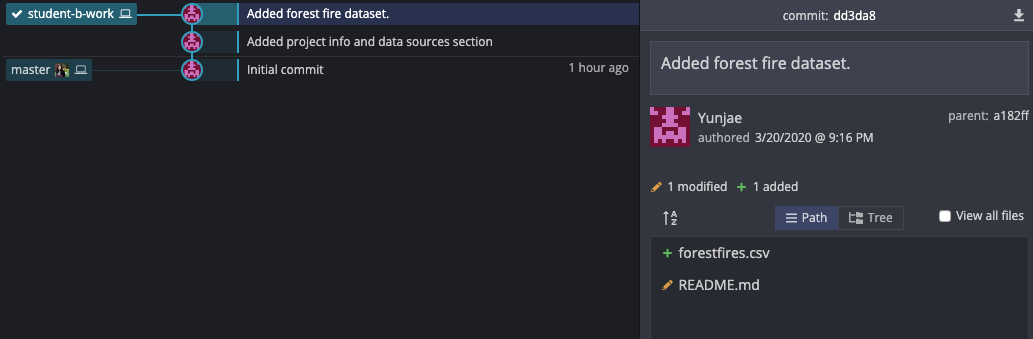 student-b-work
Added forest fire dataset.
Added project info and data sources section
master
Initial commit
1 hour ago
commit: dd3da8
Added forest fire dataset.
Yunjae
parent: a182ff
authored 3/20/2020 @ 9:16 PM
1 modified + 1 added
A
Z
Path
Tree
View all files
+ forestfires.csv
README.md